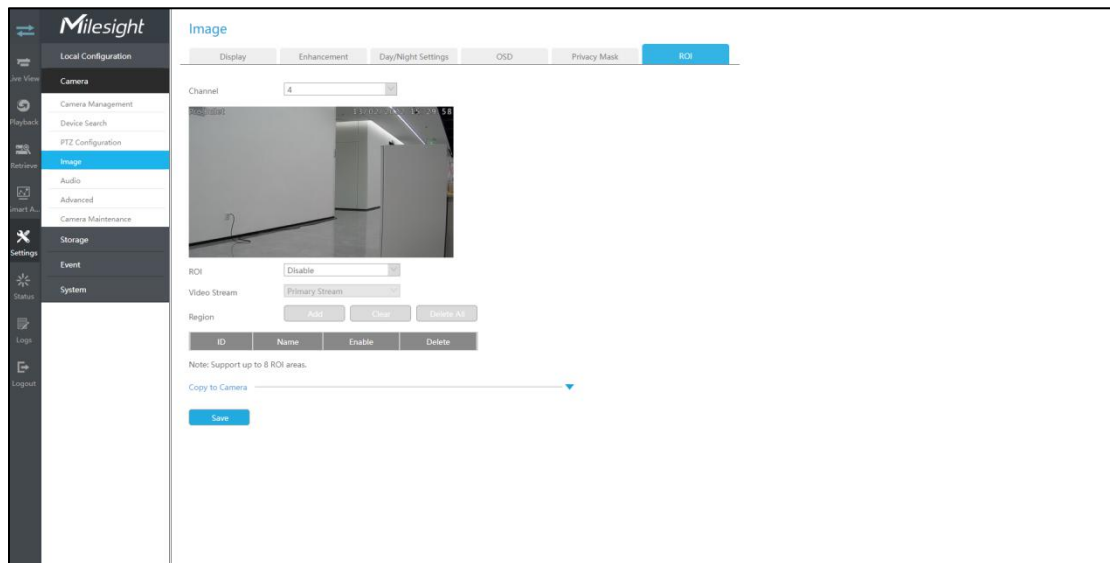 Milesight
Live View
Playback
Retrieve
Smart A...
Settings
Status
Logs
Logout
Local Configuration
Camera
Camera Management
Device Search
PTZ Configuration
Image
Audio
Advanced
Camera Maintenance
Storage
Event
System
Image
Display Enhancement Day/Night Settings OSD Privacy Mask ROI
Channel 4
ROI Disable
Video Stream Primary Stream
Region Add Clear Delete All
ID Name Enable Delete
Note: Support up to 8 ROI areas.
Copy to Camera
Save